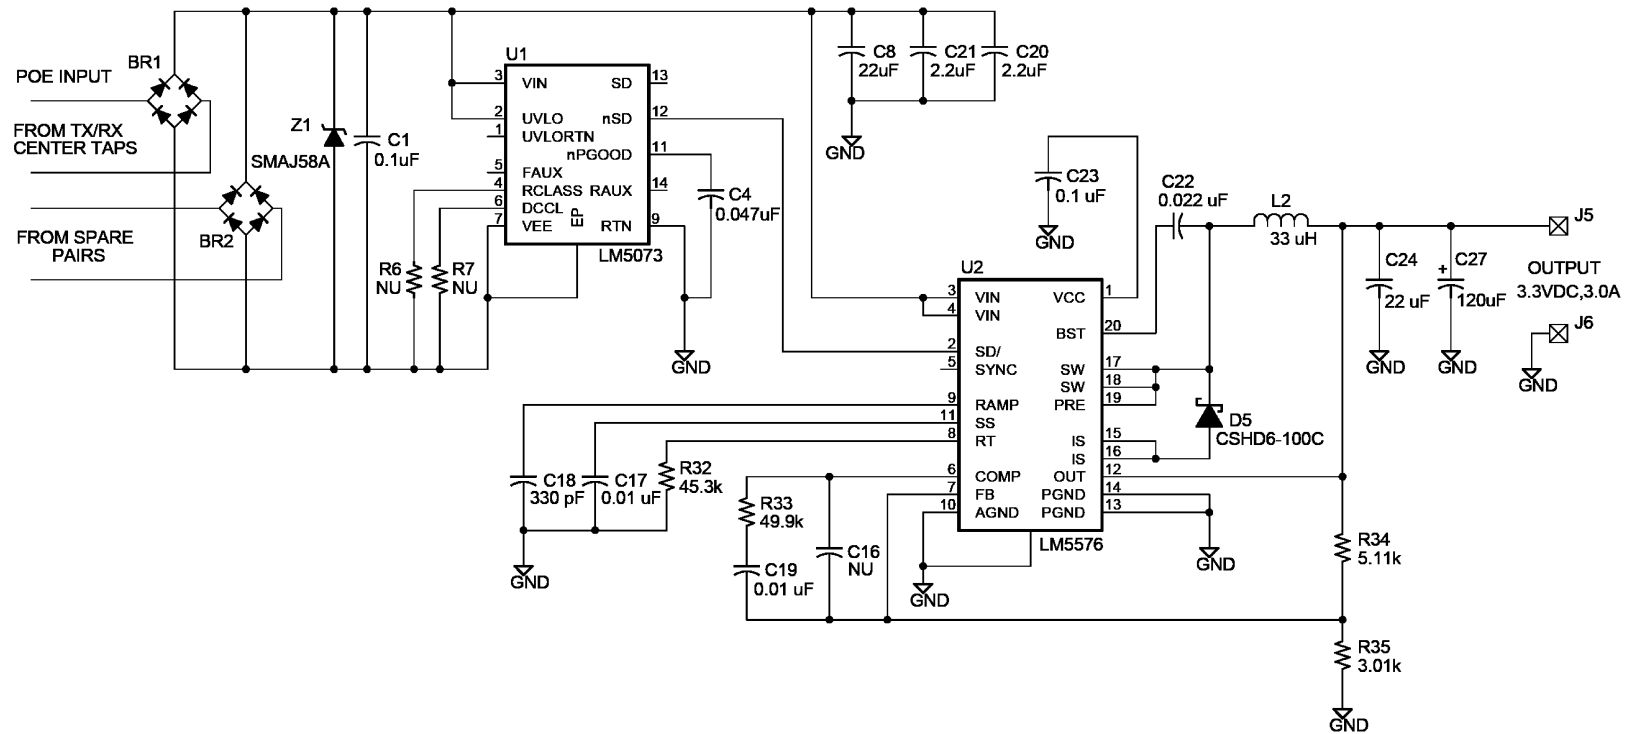 POE INPUT
FROM TX/RX
CENTER TAPS
FROM SPARE
PAIRS
BR1
BR2
Z1
SMAJ58A
C1
0.1uF
U1
3 VIN
2 UVLO
1 UVLORTN
5 FAUX
4 RCLASS
6 DCCL
7 VEE
EP
SD 13
nSD 12
nPGOOD 11
RAUX 14
RTN 9
LM5073
R6
NU
R7
NU
C4
0.047uF
GND
C8
22uF
C21
2.2uF
C20
2.2uF
GND
C23
0.1 uF
GND
C22
0.022 uF
L2
33 uH
J5
C24
22 uF
GND
+
C27
120uF
GND
OUTPUT
3.3VDC,3.0A
J6
GND
U2
3 VIN
4 VIN
2 SD/
5 SYNC
9 RAMP
11 SS
8 RT
6 COMP
7 FB
10 AGND
VCC 1
BST 20
SW 17
SW 18
PRE 19
IS 15
IS 16
OUT 12
PGND 14
PGND 13
LM5576
D5
CSHD6-100C
C18
330 pF
C17
0.01 uF
R32
45.3k
GND
R33
49.9k
C19
0.01 uF
C16
NU
GND
GND
R34
5.11k
R35
3.01k
GND